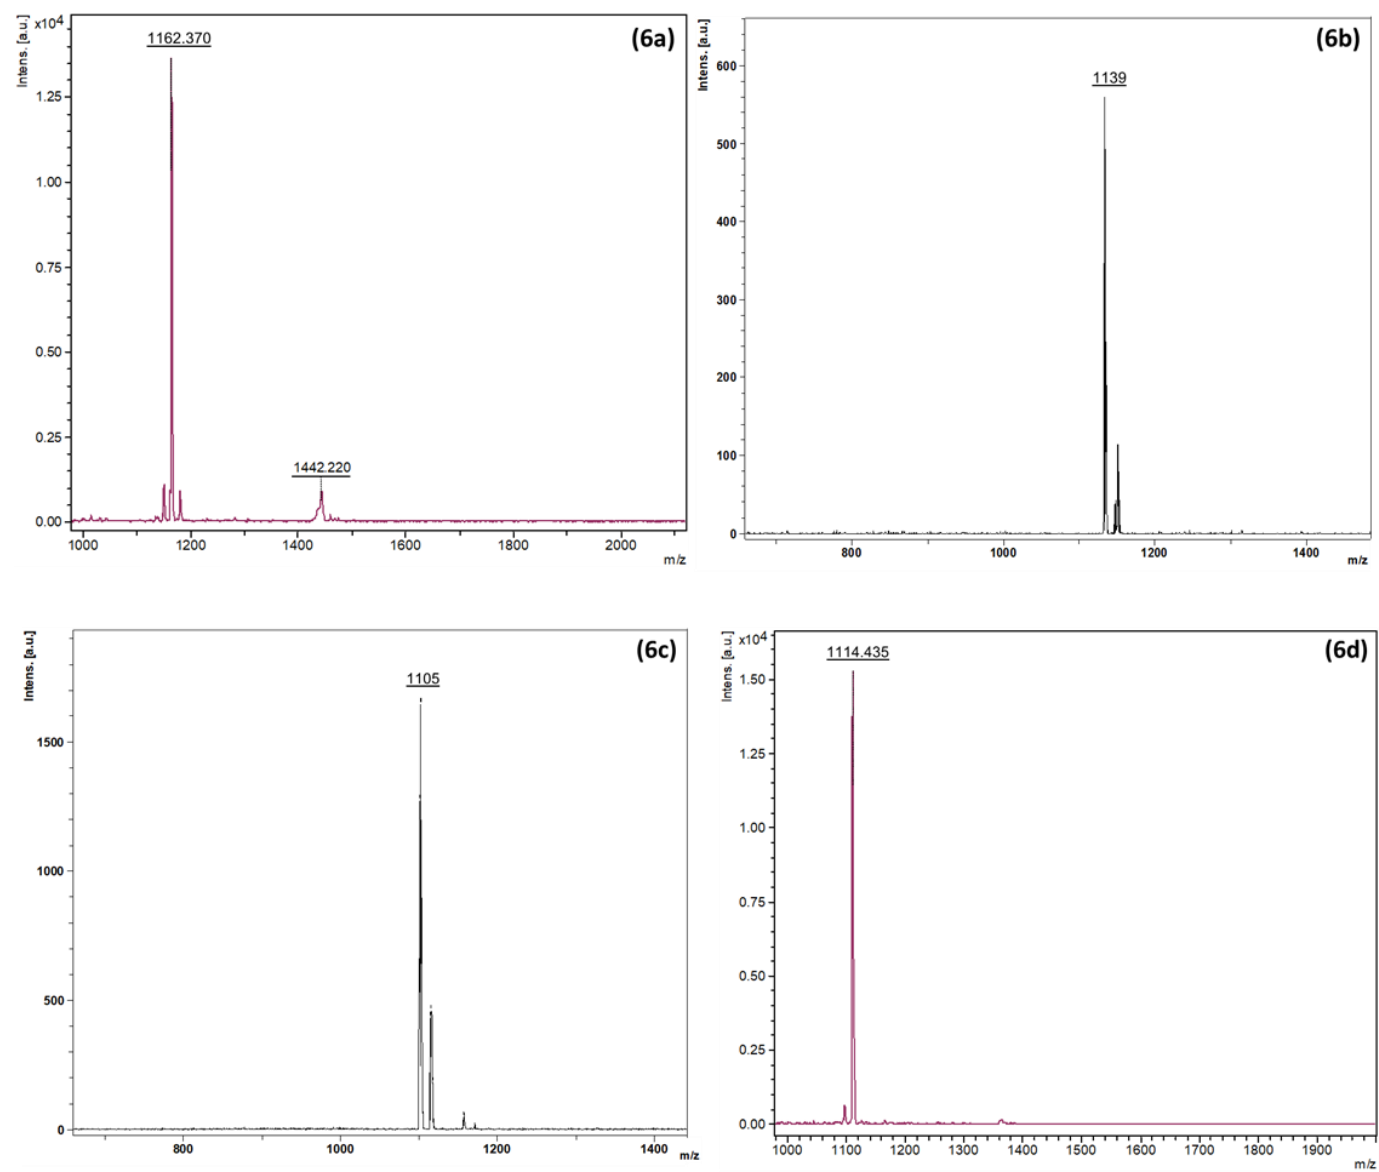 x10⁴
Intens. [a.u.]
1162.370
(6a)
1.25
1.00
0.75
0.50
0.25
0.00
1442.220
1000 1200 1400 1600 1800 2000
m/z
Intens. [a.u.]
(6b)
1139
600
500
400
300
200
100
0
800 1000 1200 1400 m/z
Intens. [a.u.]
(6c)
1105
1500
1000
500
0
800 1000 1200 1400 m/z
x10⁴
Intens. [a.u.]
1114.435
(6d)
1.50
1.25
1.00
0.75
0.50
0.25
0.00
1000 1100 1200 1300 1400 1500 1600 1700 1800 1900
m/z